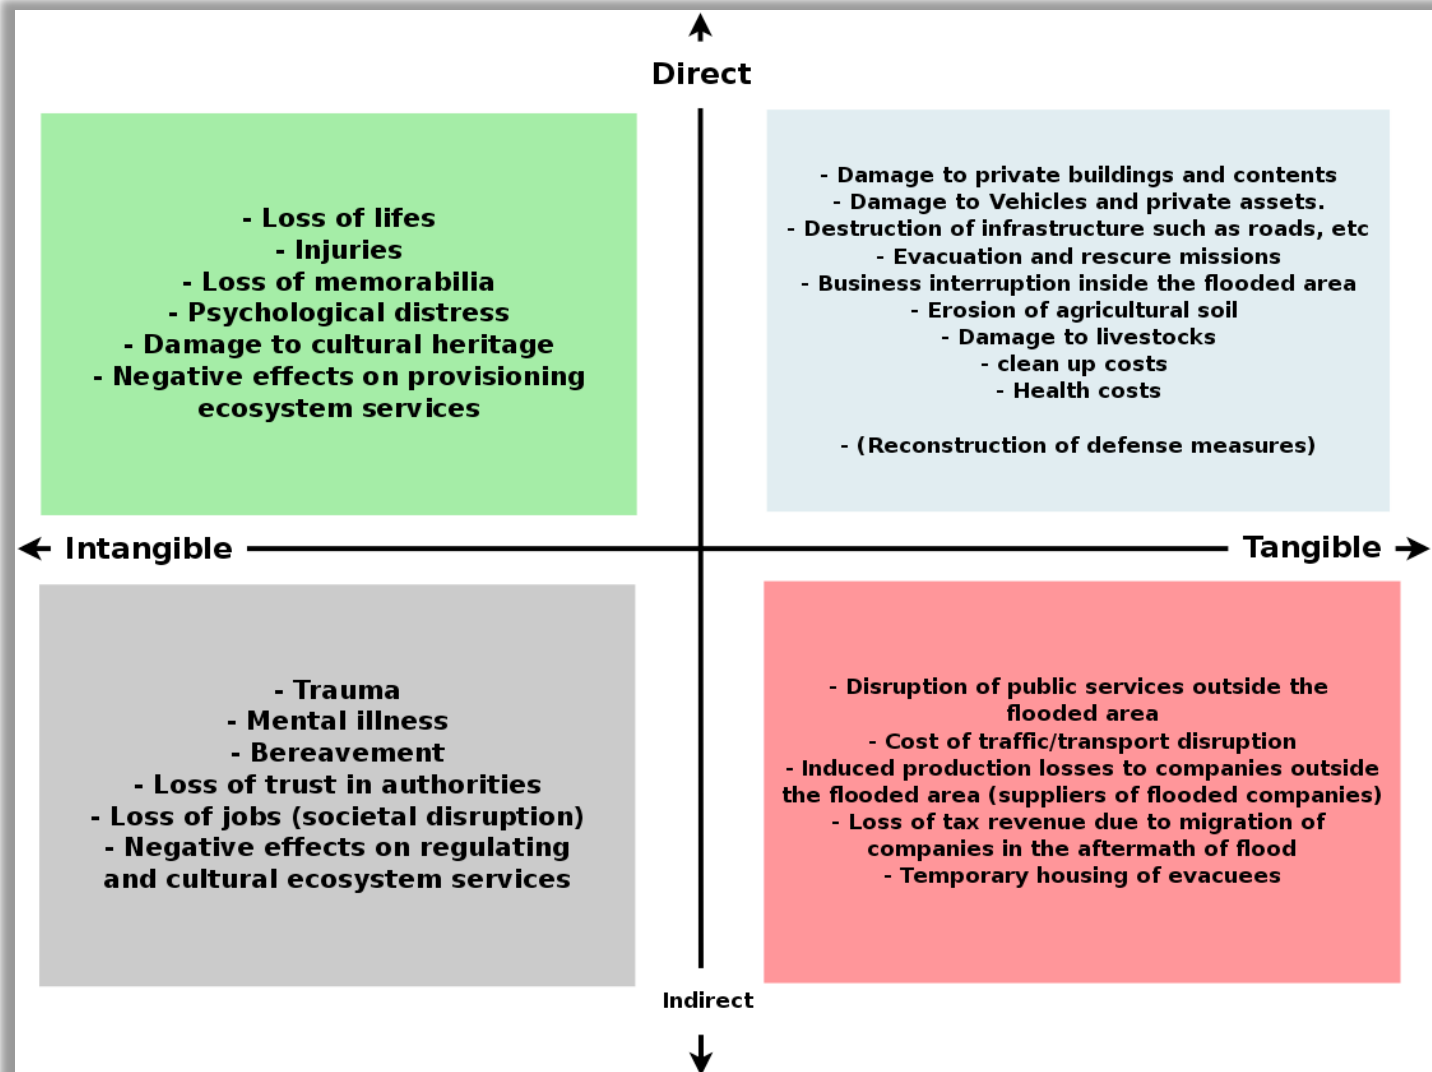 Direct
- Loss of lifes
- Injuries
- Loss of memorabilia
- Psychological distress
- Damage to cultural heritage
- Negative effects on provisioning
ecosystem services
- Damage to private buildings and contents
- Damage to Vehicles and private assets.
- Destruction of infrastructure such as roads, etc
- Evacuation and rescure missions
- Business interruption inside the flooded area
- Erosion of agricultural soil
- Damage to livestocks
- clean up costs
- Health costs
- (Reconstruction of defense measures)
Intangible
Tangible
- Trauma
- Mental illness
- Bereavement
- Loss of trust in authorities
- Loss of jobs (societal disruption)
- Negative effects on regulating
and cultural ecosystem services
- Disruption of public services outside the
flooded area
- Cost of traffic/transport disruption
- Induced production losses to companies outside
the flooded area (suppliers of flooded companies)
- Loss of tax revenue due to migration of
companies in the aftermath of flood
- Temporary housing of evacuees
Indirect